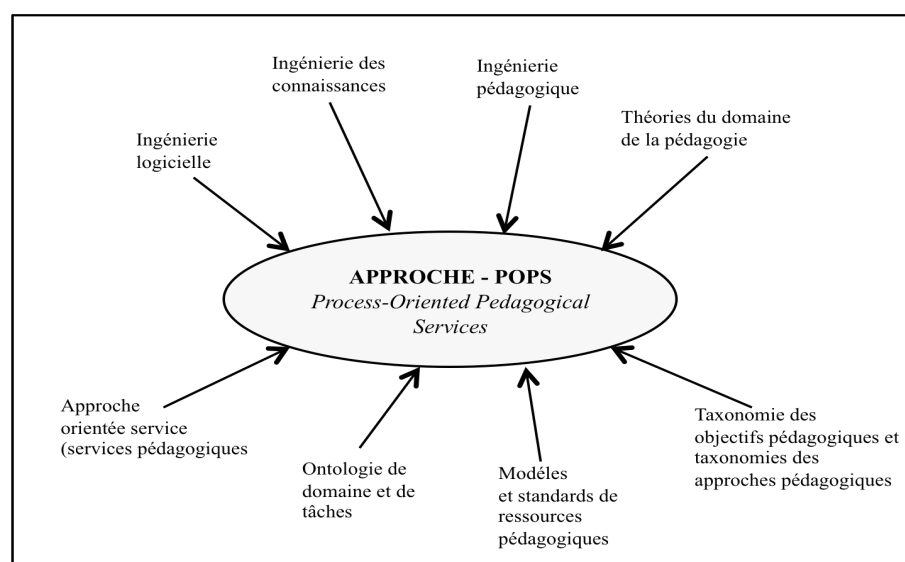 Ingénierie des
connaissances
Ingénierie
pédagogique
Théories du domaine
de la pédagogie
Ingénierie
logicielle
APPROCHE - POPS
Process-Oriented Pedagogical
Services
Approche
orientée service
(services pédagogiques
Ontologie de
domaine et de
tâches
Modéles
et standards de
ressources
pédagogiques
Taxonomie des
objectifs pédagogiques et
taxonomies des
approches pédagogiques